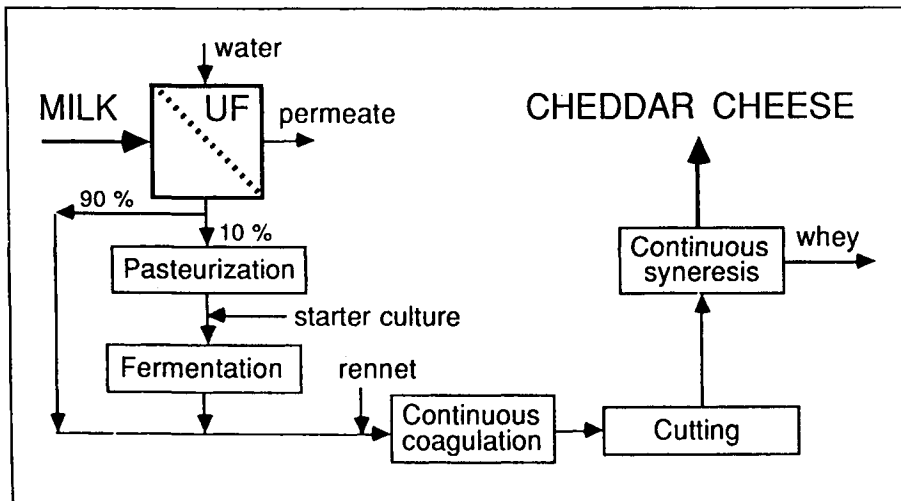 water
MILK
UF
permeate
CHEDDAR CHEESE
90 %
10 %
Pasteurization
Continuous
syneresis
whey
starter culture
Fermentation
rennet
Continuous
coagulation
Cutting